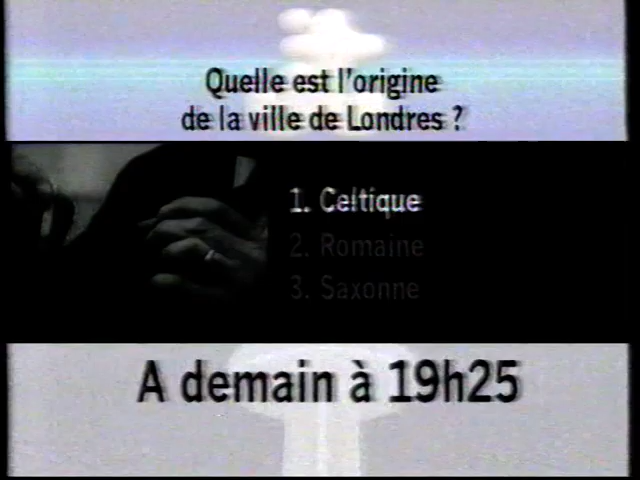 Quelle est l'origine
de la ville de Londres ?
1. Celtique
2. Romaine
3. Saxonne
A demain à 19h25